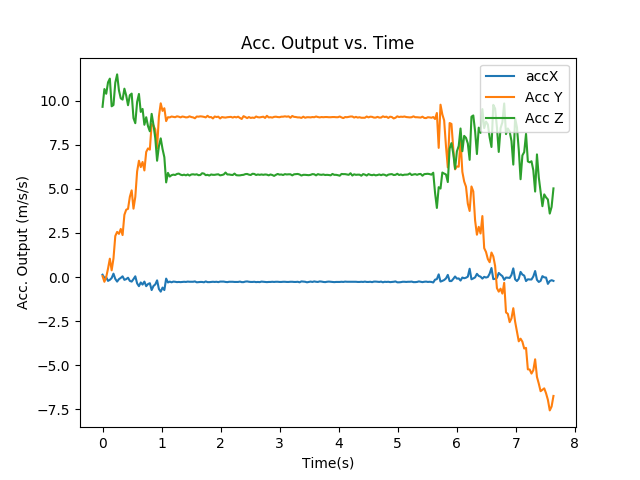 Acc. Output vs. Time
accX
Acc Y
Acc Z
10.0
7.5
5.0
2.5
0.0
−2.5
−5.0
−7.5
Acc. Output (m/s/s)
0 1 2 3 4 5 6 7 8
Time(s)